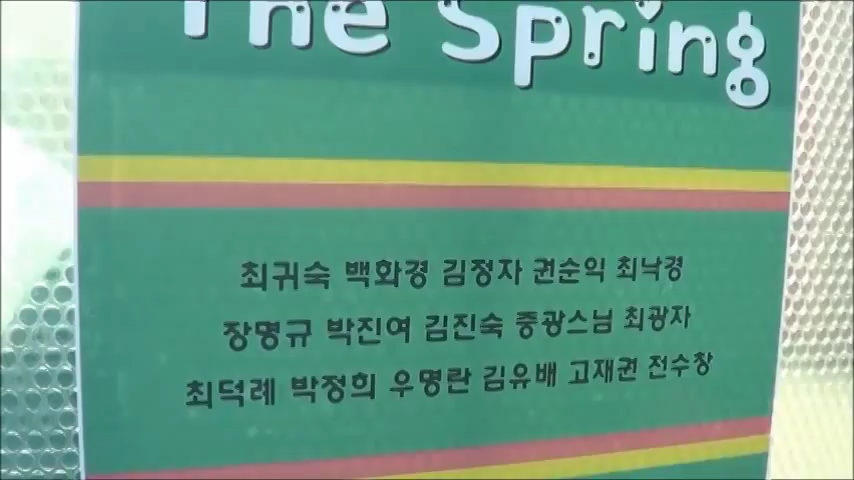 The Spring
최귀숙 백화경 김정자 권순익 최낙경
장명규 박진여 김진숙 중광스님 최광자
최덕례 박정희 우명란 김유배 고재권 전수창